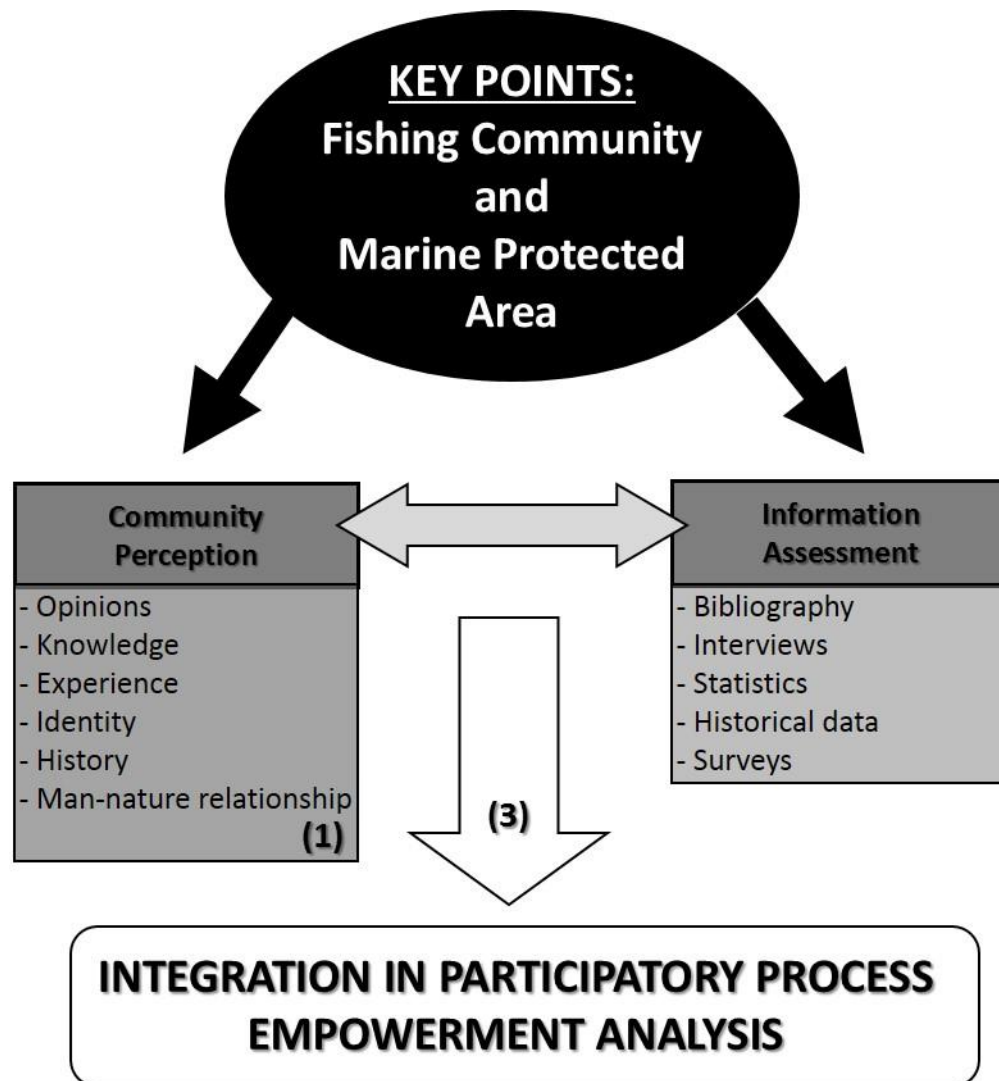 KEY POINTS:
Fishing Community
and
Marine Protected
Area
Community
Perception
- Opinions
- Knowledge
- Experience
- Identity
- History
- Man-nature relationship
(1)
Information
Assessment
- Bibliography
- Interviews
- Statistics
- Historical data
- Surveys
(3)
INTEGRATION IN PARTICIPATORY PROCESS
EMPOWERMENT ANALYSIS